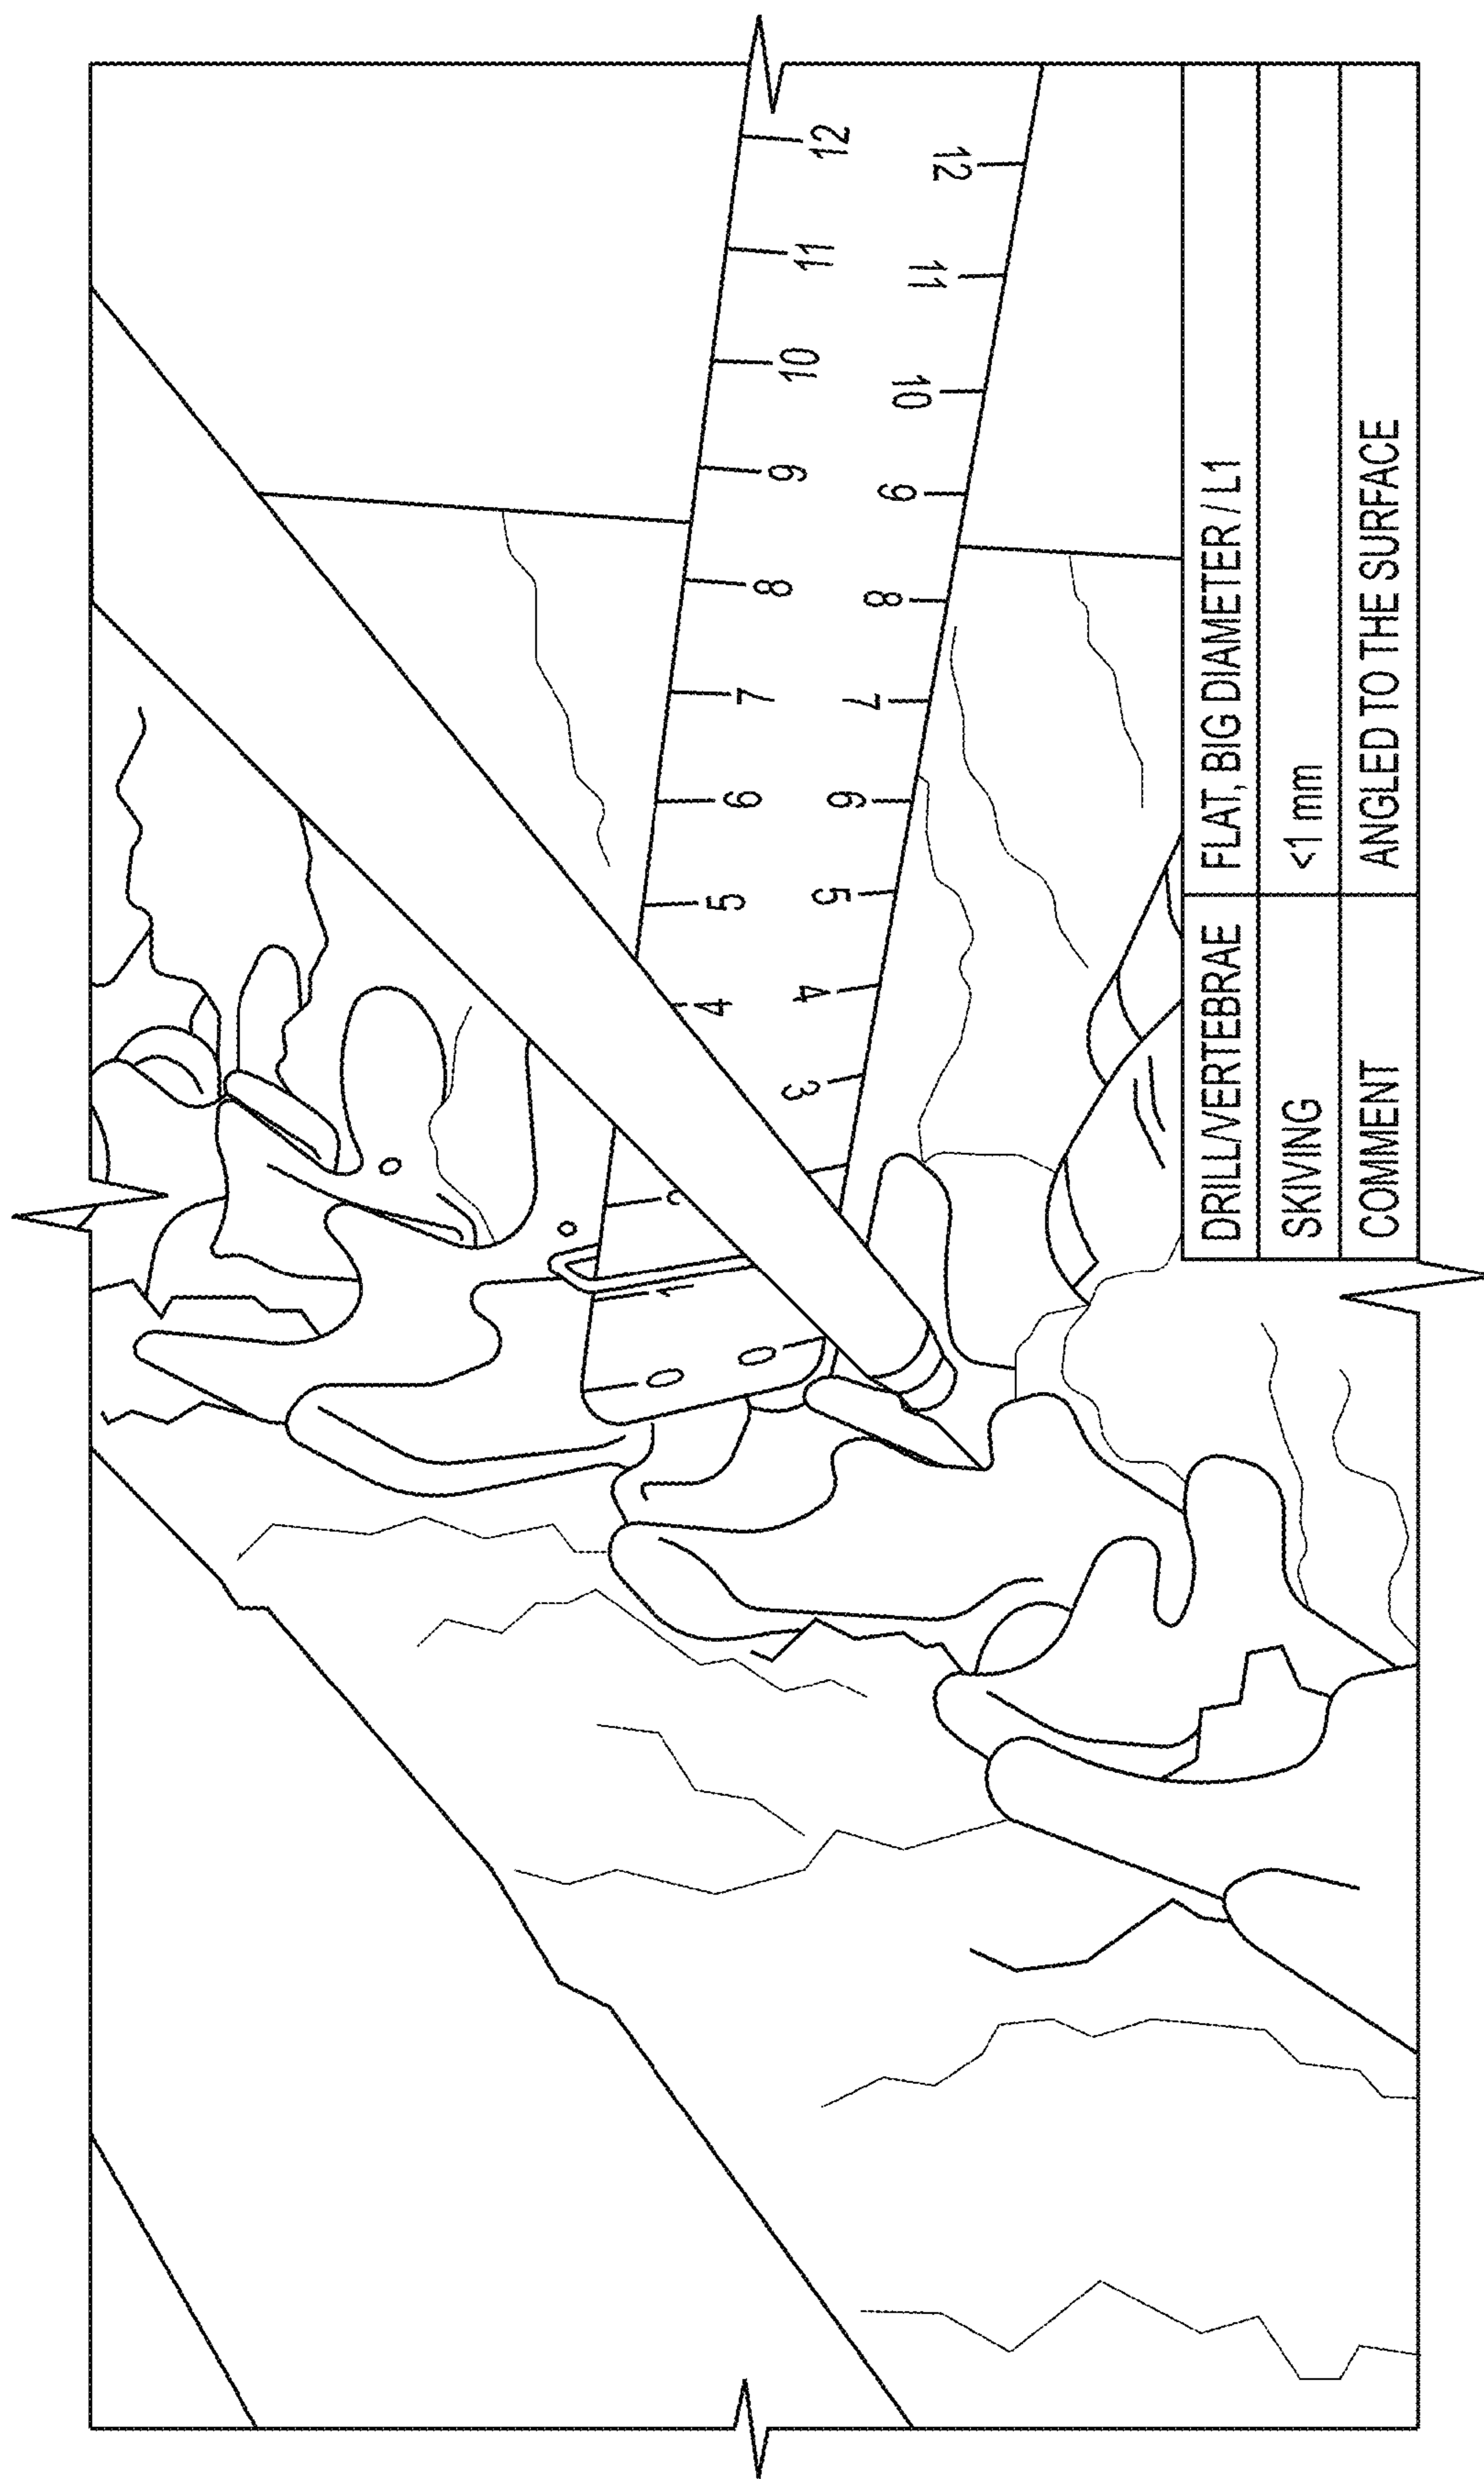 0 1 2 3 4 5 6 7 8 9 10 11 12
0 3 4 5 6 7 8 9 10 11 12
DRILL/VERTEBRAE FLAT, BIG DIAMETER / L1
SKIVING <1 mm
COMMENT ANGLED TO THE SURFACE